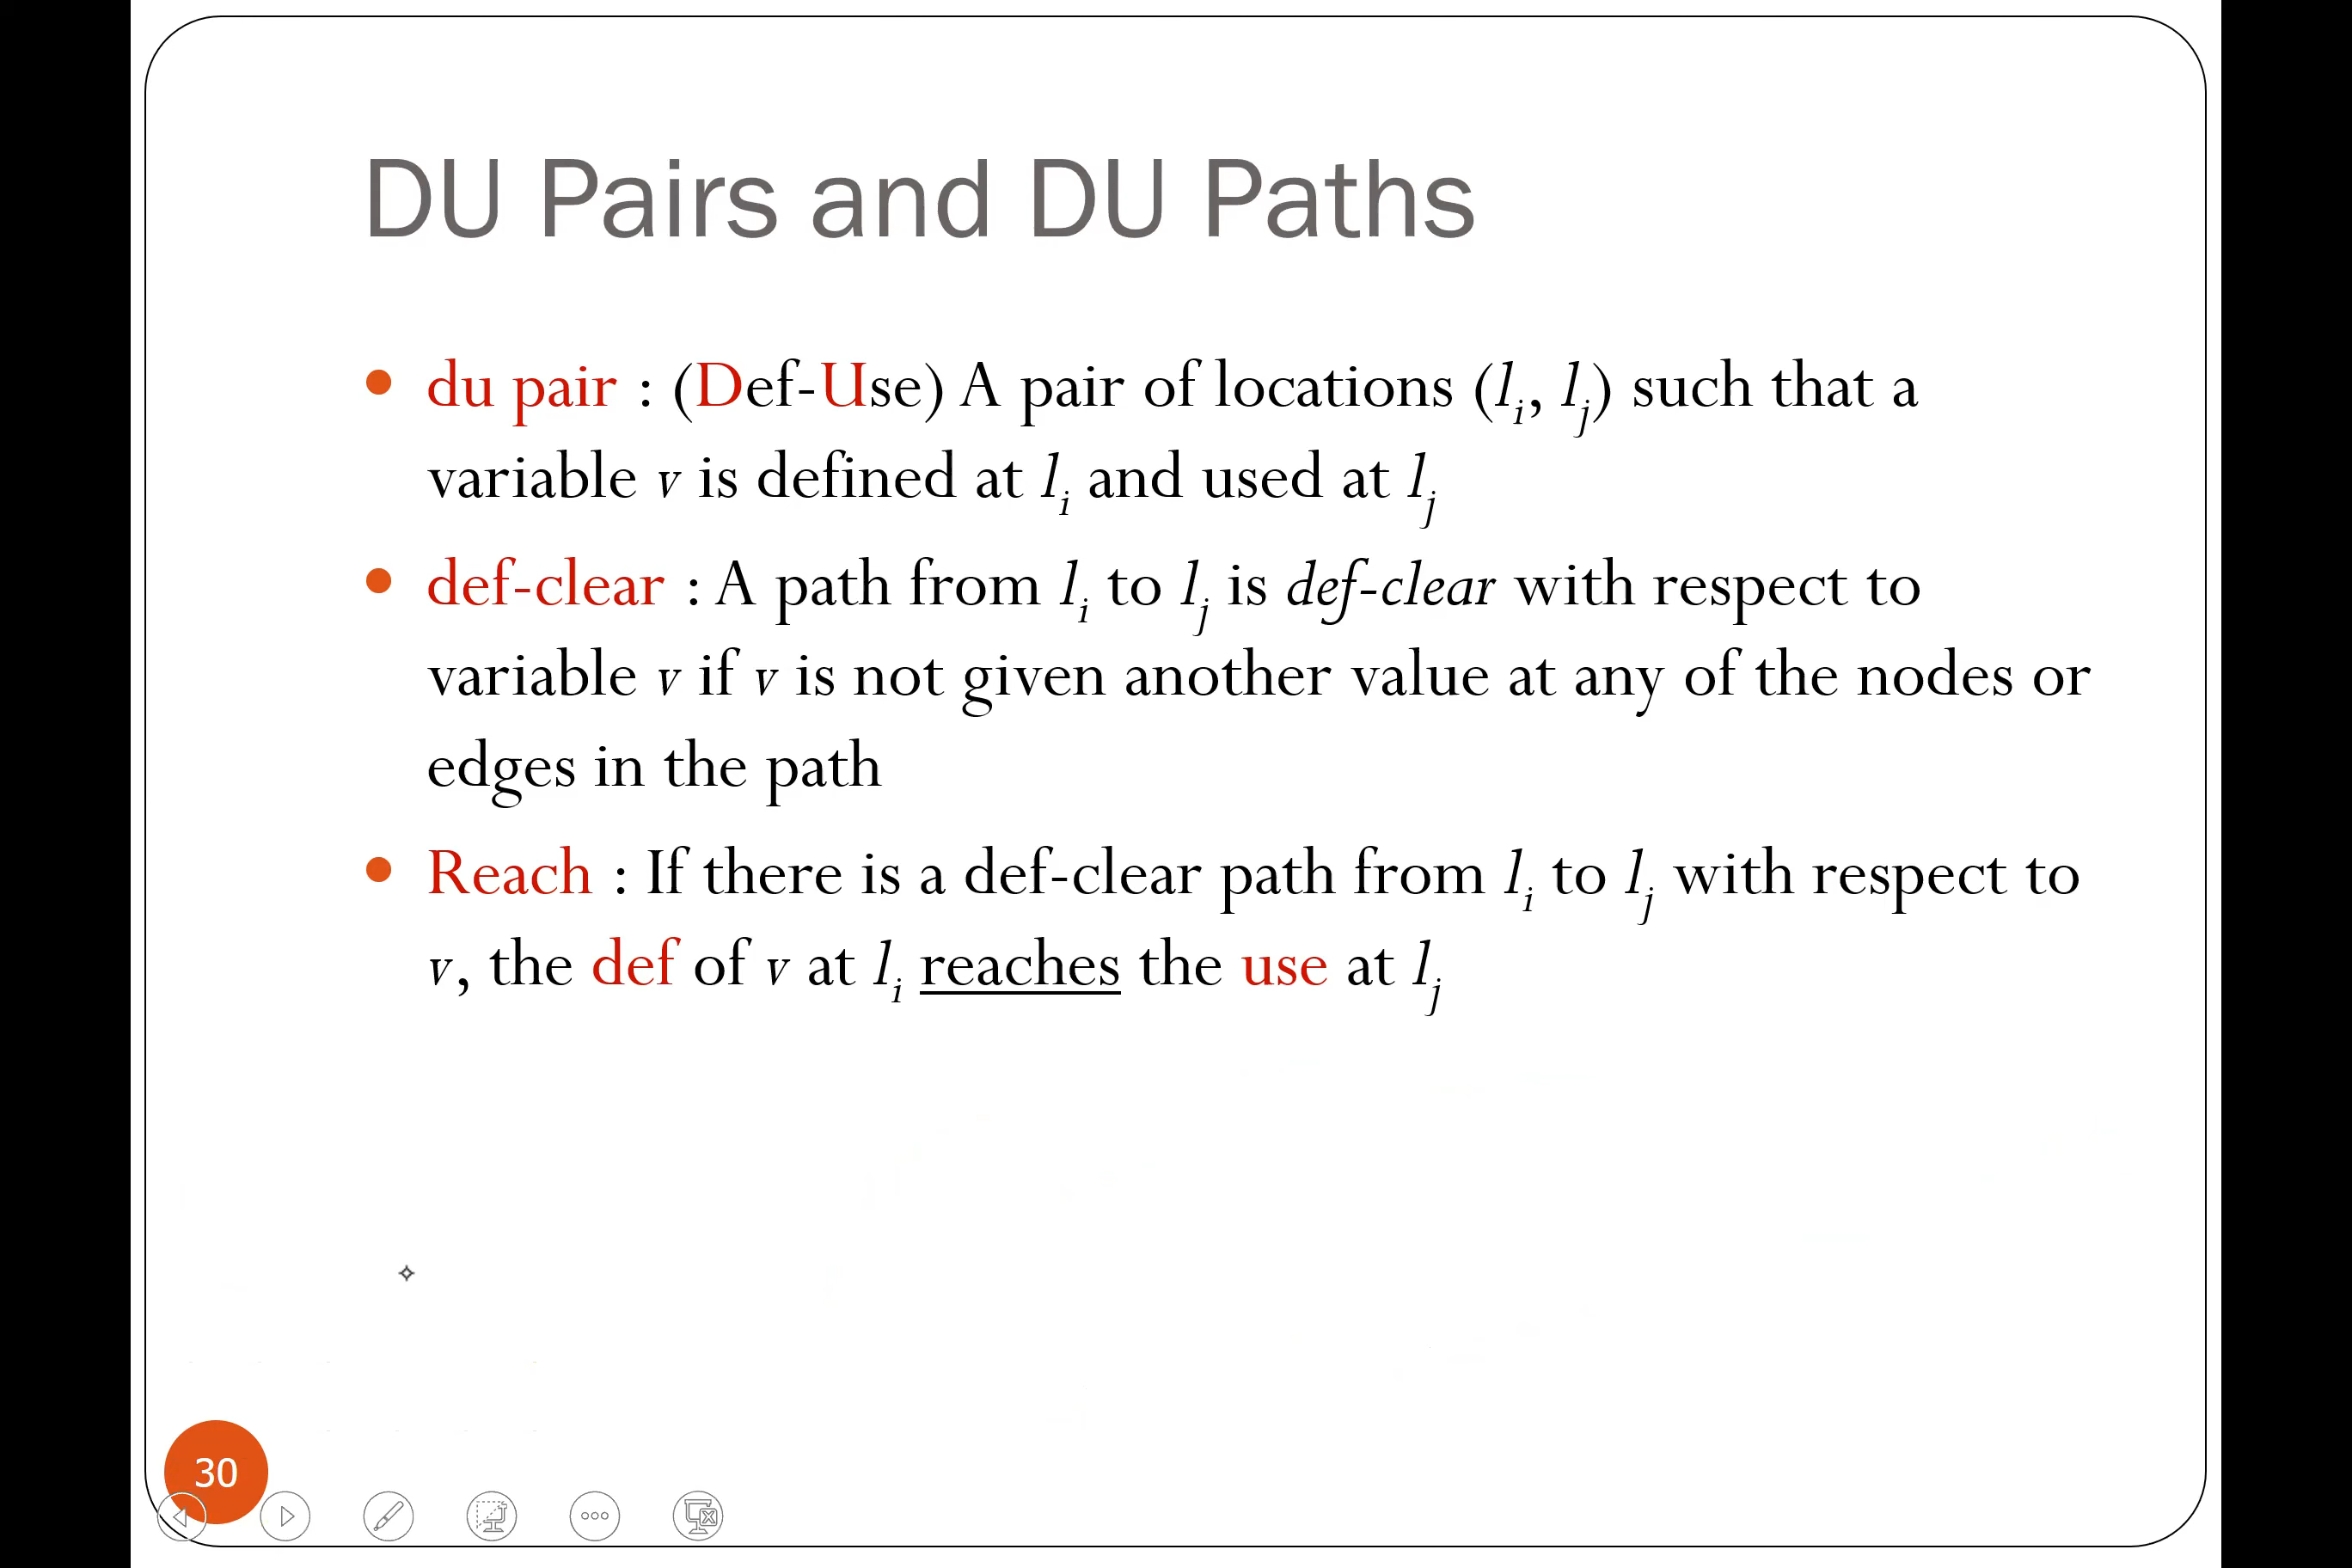 DU Pairs and DU Paths
• du pair : (Def-Use) A pair of locations (lᵢ, lⱼ) such that a
variable v is defined at lᵢ and used at lⱼ
• def-clear : A path from lᵢ to lⱼ is def-clear with respect to
variable v if v is not given another value at any of the nodes or
edges in the path
• Reach : If there is a def-clear path from lᵢ to lⱼ with respect to
v, the def of v at lᵢ reaches the use at lⱼ
30